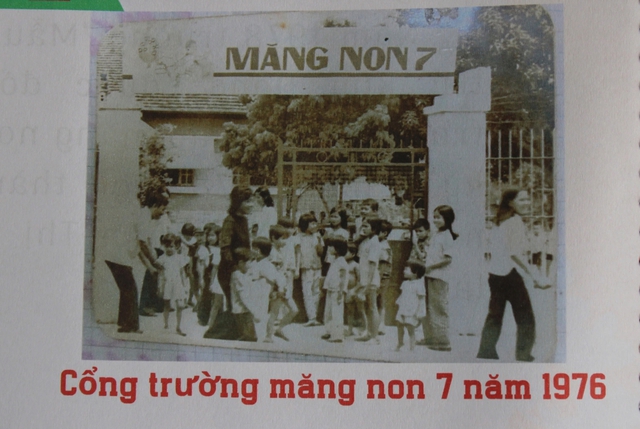 MĂNG NON 7
Cổng trường măng non 7 năm 1976